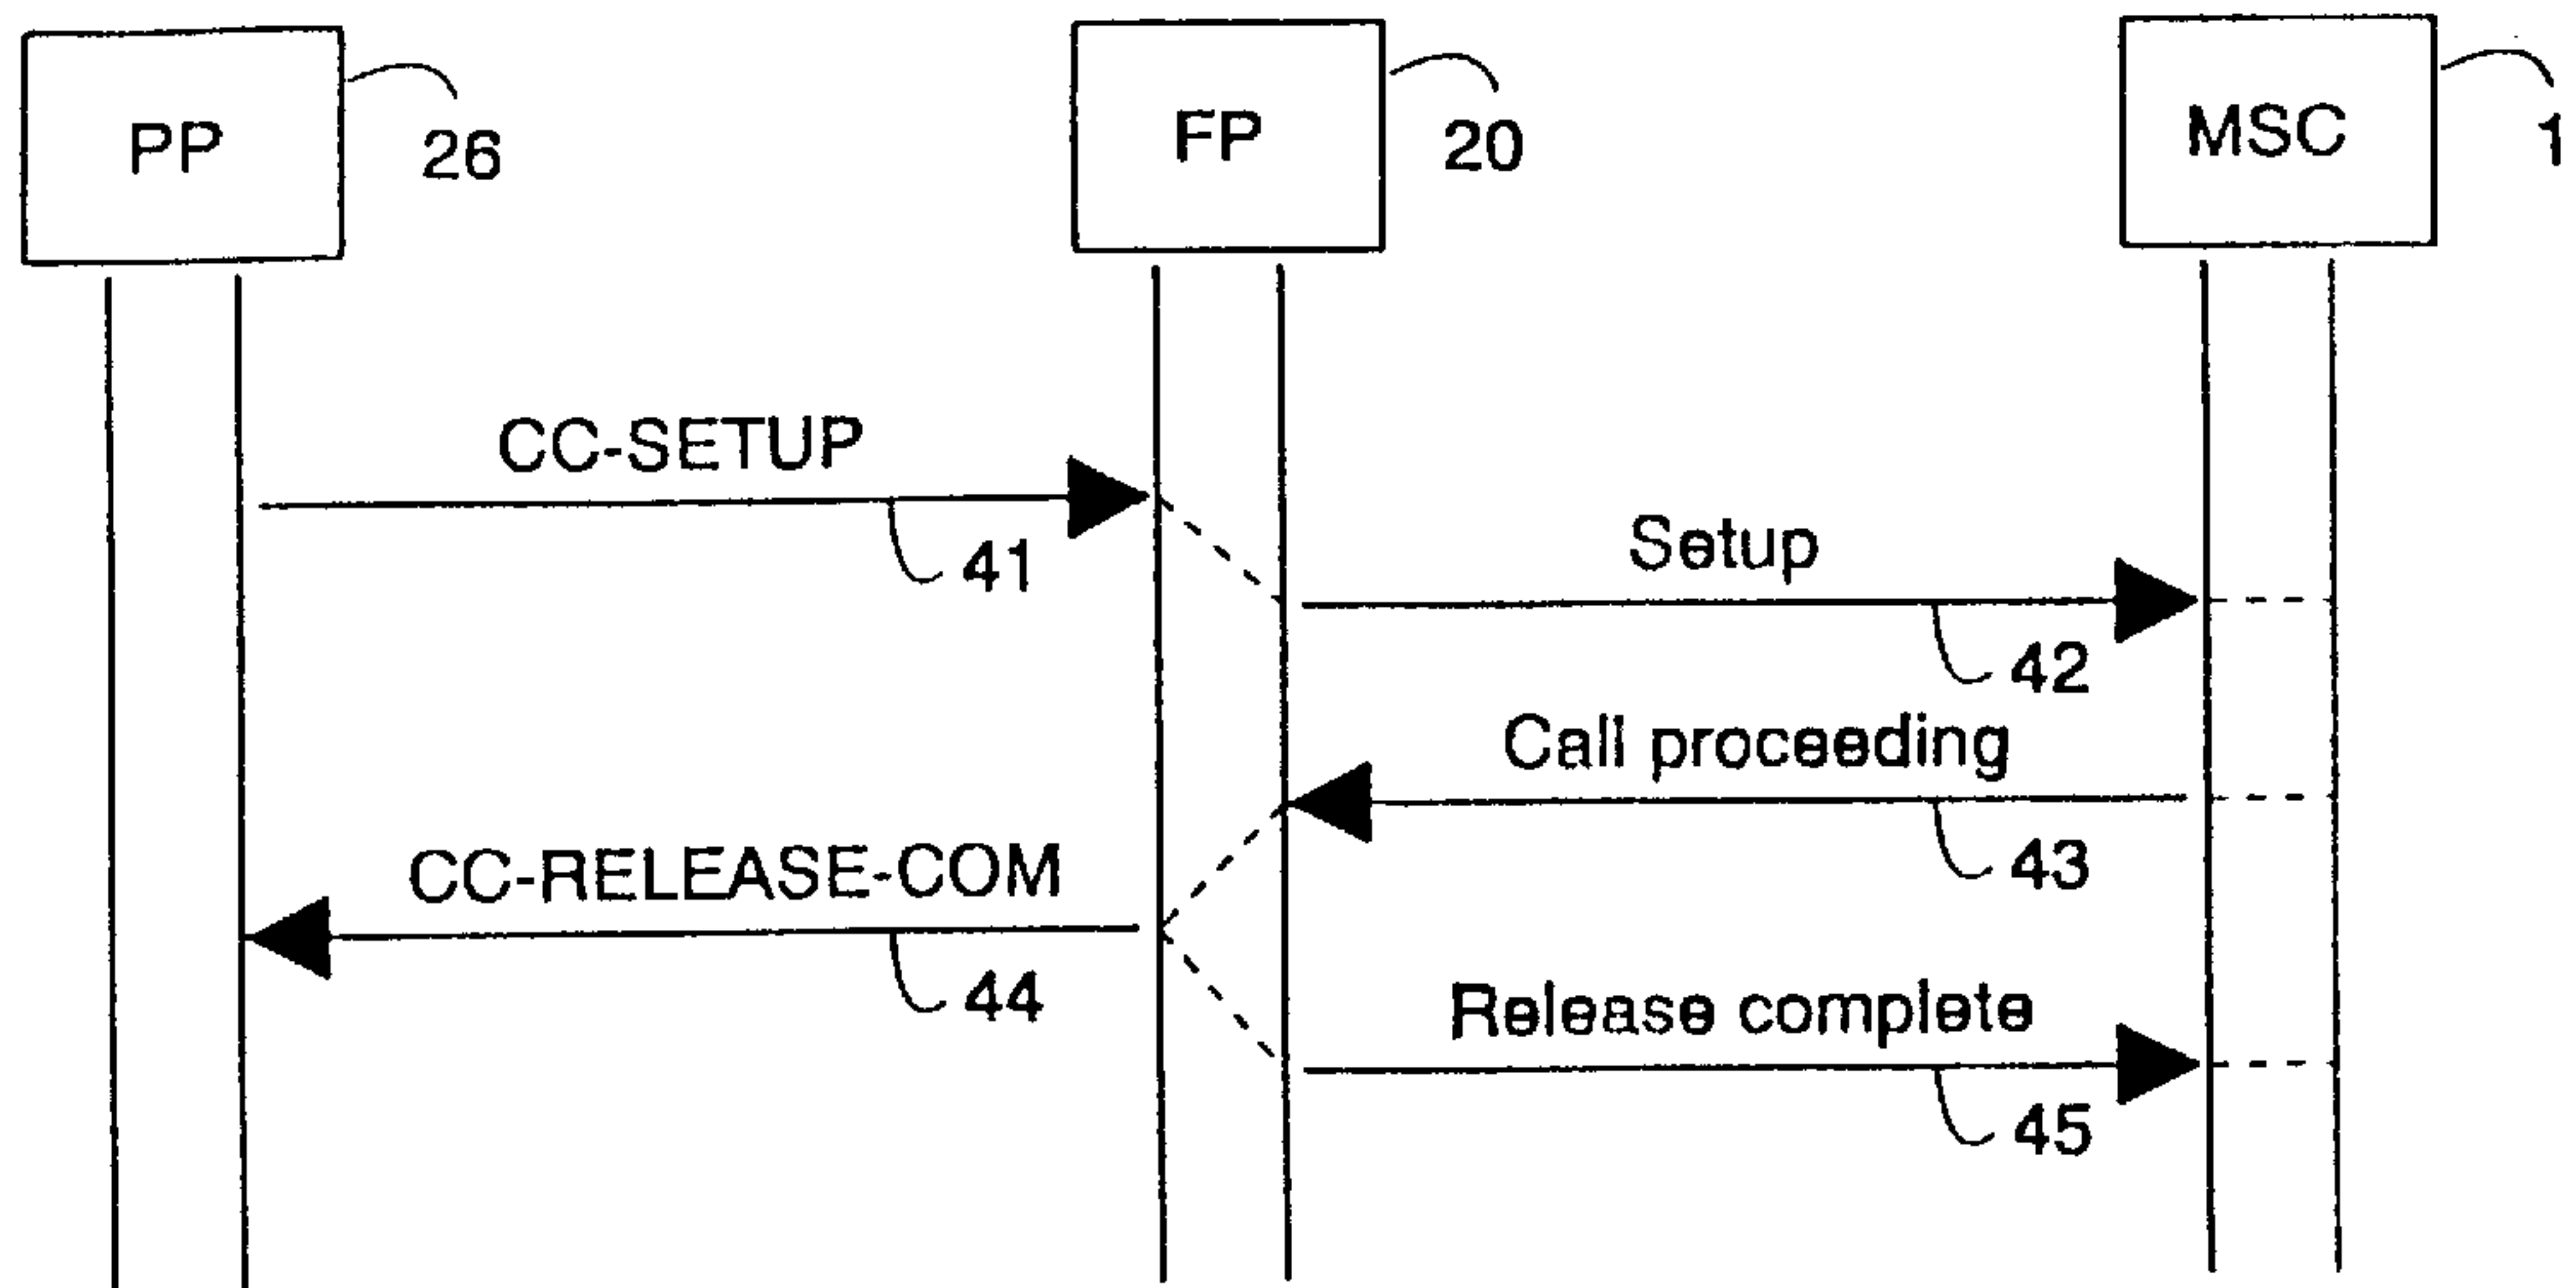 PP
26
FP
20
MSC
1
CC-SETUP
41
Setup
42
Call proceeding
43
CC-RELEASE-COM
44
Release complete
45